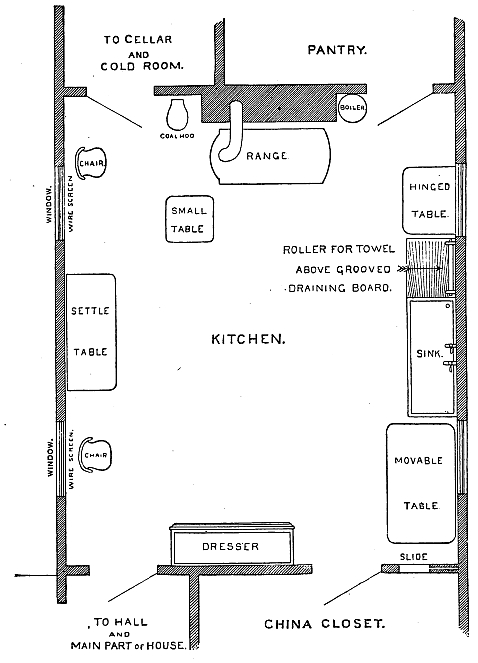 TO CELLAR
AND
COLD ROOM.
PANTRY.
COAL HOD
BOILER
RANGE
CHAIR
WINDOW.
WIRE SCREEN
HINGED
TABLE.
SMALL
TABLE
ROLLER FOR TOWEL
ABOVE GROOVED
DRAINING BOARD.
SETTLE
TABLE
KITCHEN.
SINK.
WINDOW.
WIRE SCREEN.
CHAIR
MOVABLE
TABLE
DRESSER
SLIDE
TO HALL
AND
MAIN PART OF HOUSE.
CHINA CLOSET.